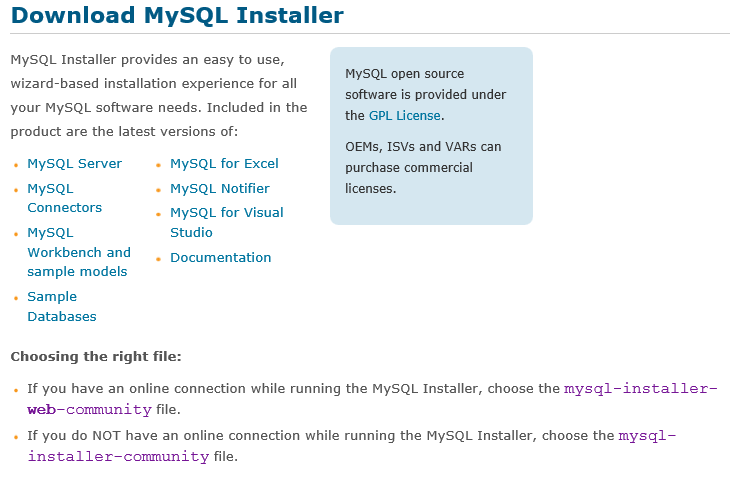 Download MySQL Installer
MySQL Installer provides an easy to use,
wizard-based installation experience for all
your MySQL software needs. Included in the
product are the latest versions of:
MySQL Server
MySQL
Connectors
MySQL
Workbench and
sample models
Sample
Databases
MySQL for Excel
MySQL Notifier
MySQL for Visual
Studio
Documentation
MySQL open source
software is provided under
the GPL License.
OEMs, ISVs and VARs can
purchase commercial
licenses.
Choosing the right file:
If you have an online connection while running the MySQL Installer, choose the mysql-installer-
web-community file.
If you do NOT have an online connection while running the MySQL Installer, choose the mysql-
installer-community file.